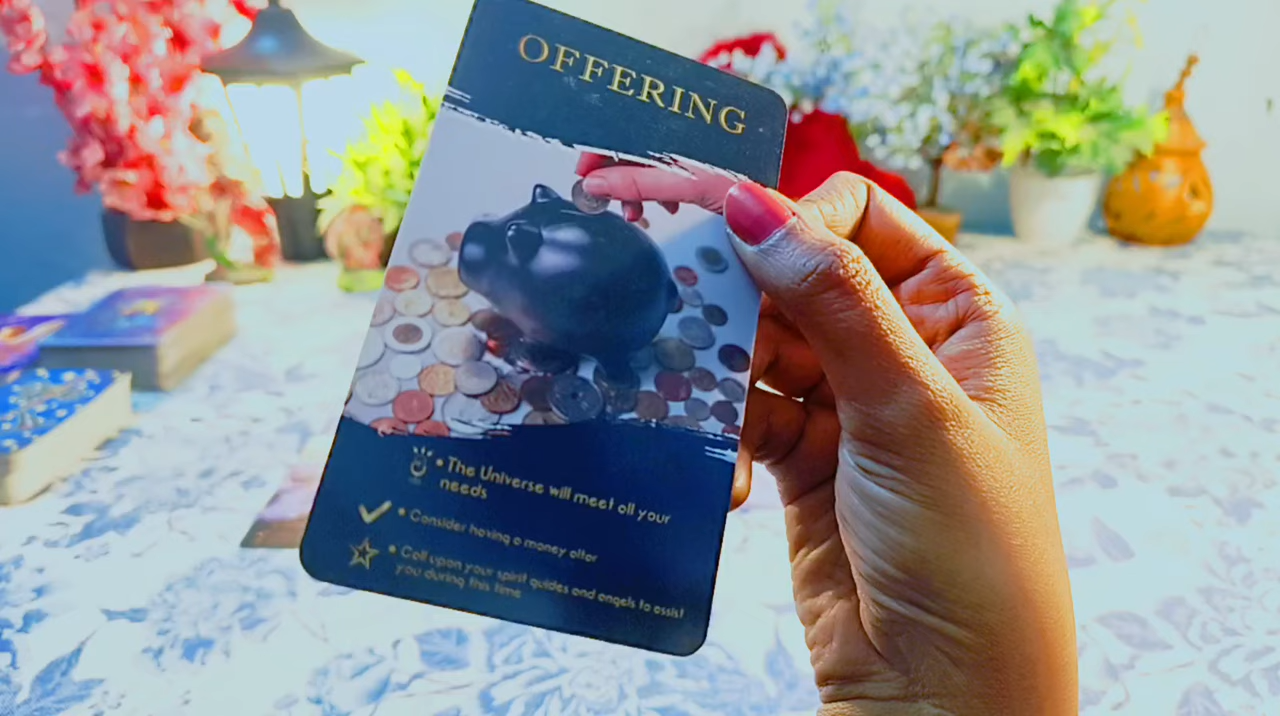 OFFERING
• The Universe will meet all your
needs
• Consider having a money altar
• Call upon your spirit guides and angels to assist
you during this time